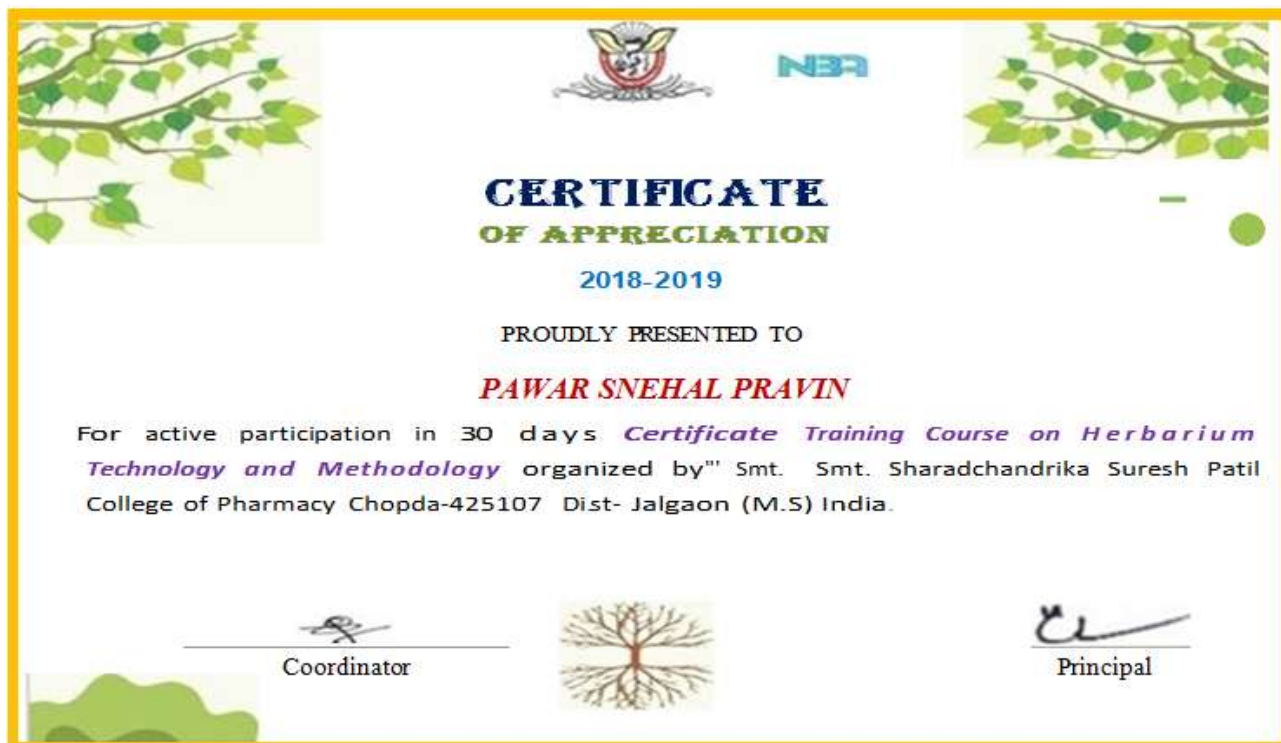 NBA
CERTIFICATE
OF APPRECIATION
2018-2019
PROUDLY PRESENTED TO
PAWAR SNEHAL PRAVIN
For active participation in 30 days Certificate Training Course on Herbarium
Technology and Methodology organized by"' Smt. Smt. Sharadchandrika Suresh Patil
College of Pharmacy Chopda-425107 Dist- Jalgaon (M.S) India.
Coordinator
Principal